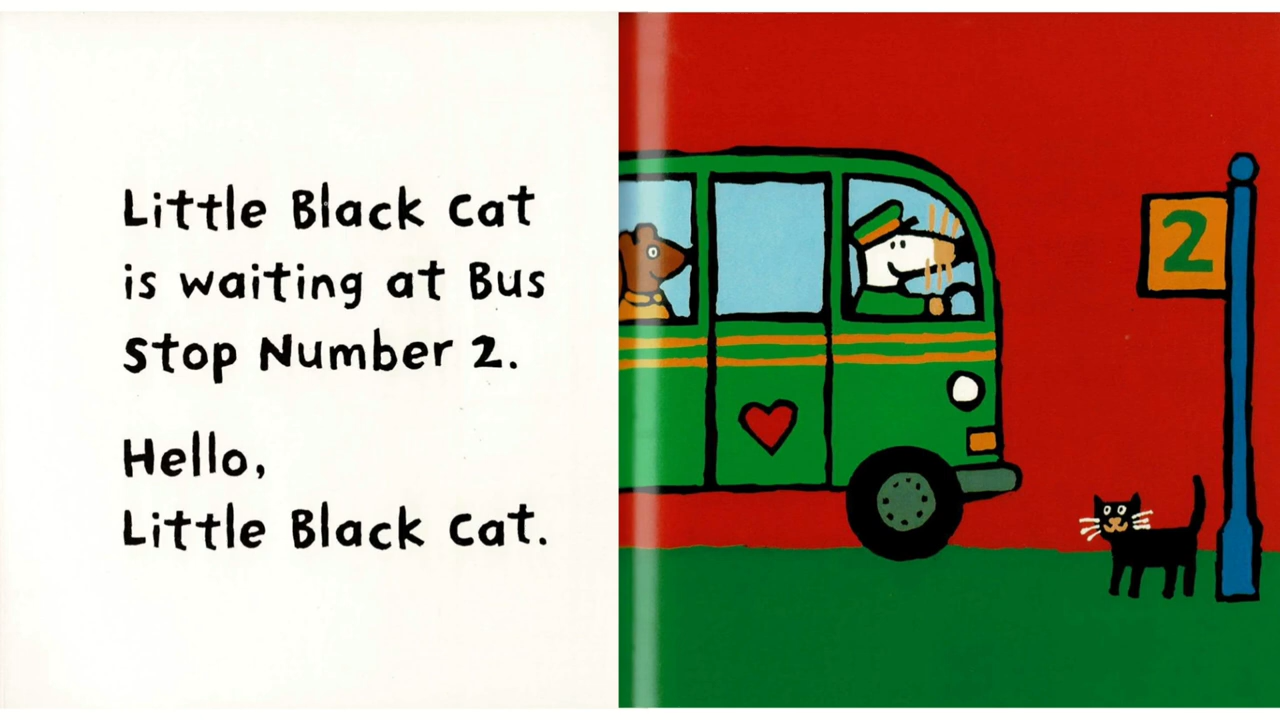 Little Black Cat
is waiting at Bus
Stop Number 2.
Hello,
Little Black Cat.
2